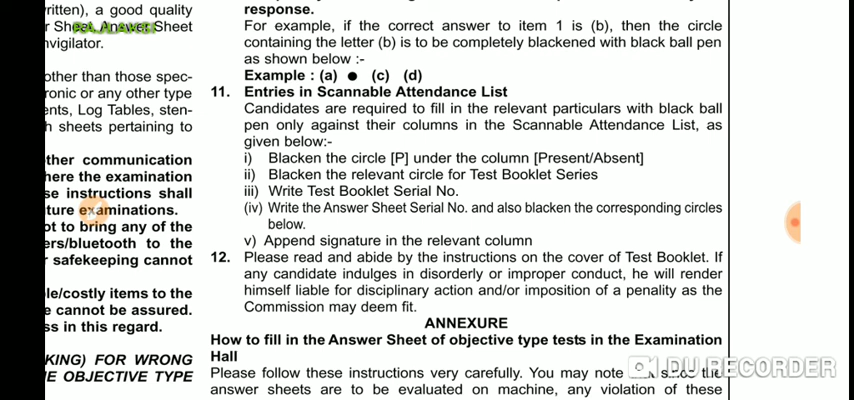 ritten), a good quality
r Sheet. Answer Sheet
nvigilator.
other than those spec-
ronic or any other type
ents, Log Tables, sten-
h sheets pertaining to
ther communication
here the examination
se instructions shall
ture examinations.
ot to bring any of the
ers/bluetooth to the
safekeeping cannot
le/costly items to the
e cannot be assured.
ss in this regard.
KING) FOR WRONG
IE OBJECTIVE TYPE
response.
For example, if the correct answer to item 1 is (b), then the circle
containing the letter (b) is to be completely blackened with black ball pen
as shown below :-
Example : (a) ● (c) (d)
11. Entries in Scannable Attendance List
Candidates are required to fill in the relevant particulars with black ball
pen only against their columns in the Scannable Attendance List, as
given below:-
i) Blacken the circle [P] under the column [Present/Absent]
ii) Blacken the relevant circle for Test Booklet Series
iii) Write Test Booklet Serial No.
(iv) Write the Answer Sheet Serial No. and also blacken the corresponding circles
below.
v) Append signature in the relevant column
12. Please read and abide by the instructions on the cover of Test Booklet. If
any candidate indulges in disorderly or improper conduct, he will render
himself liable for disciplinary action and/or imposition of a penality as the
Commission may deem fit.
ANNEXURE
How to fill in the Answer Sheet of objective type tests in the Examination
Hall
Please follow these instructions very carefully. You may note since the
answer sheets are to be evaluated on machine, any violation of these
DU RECORDER